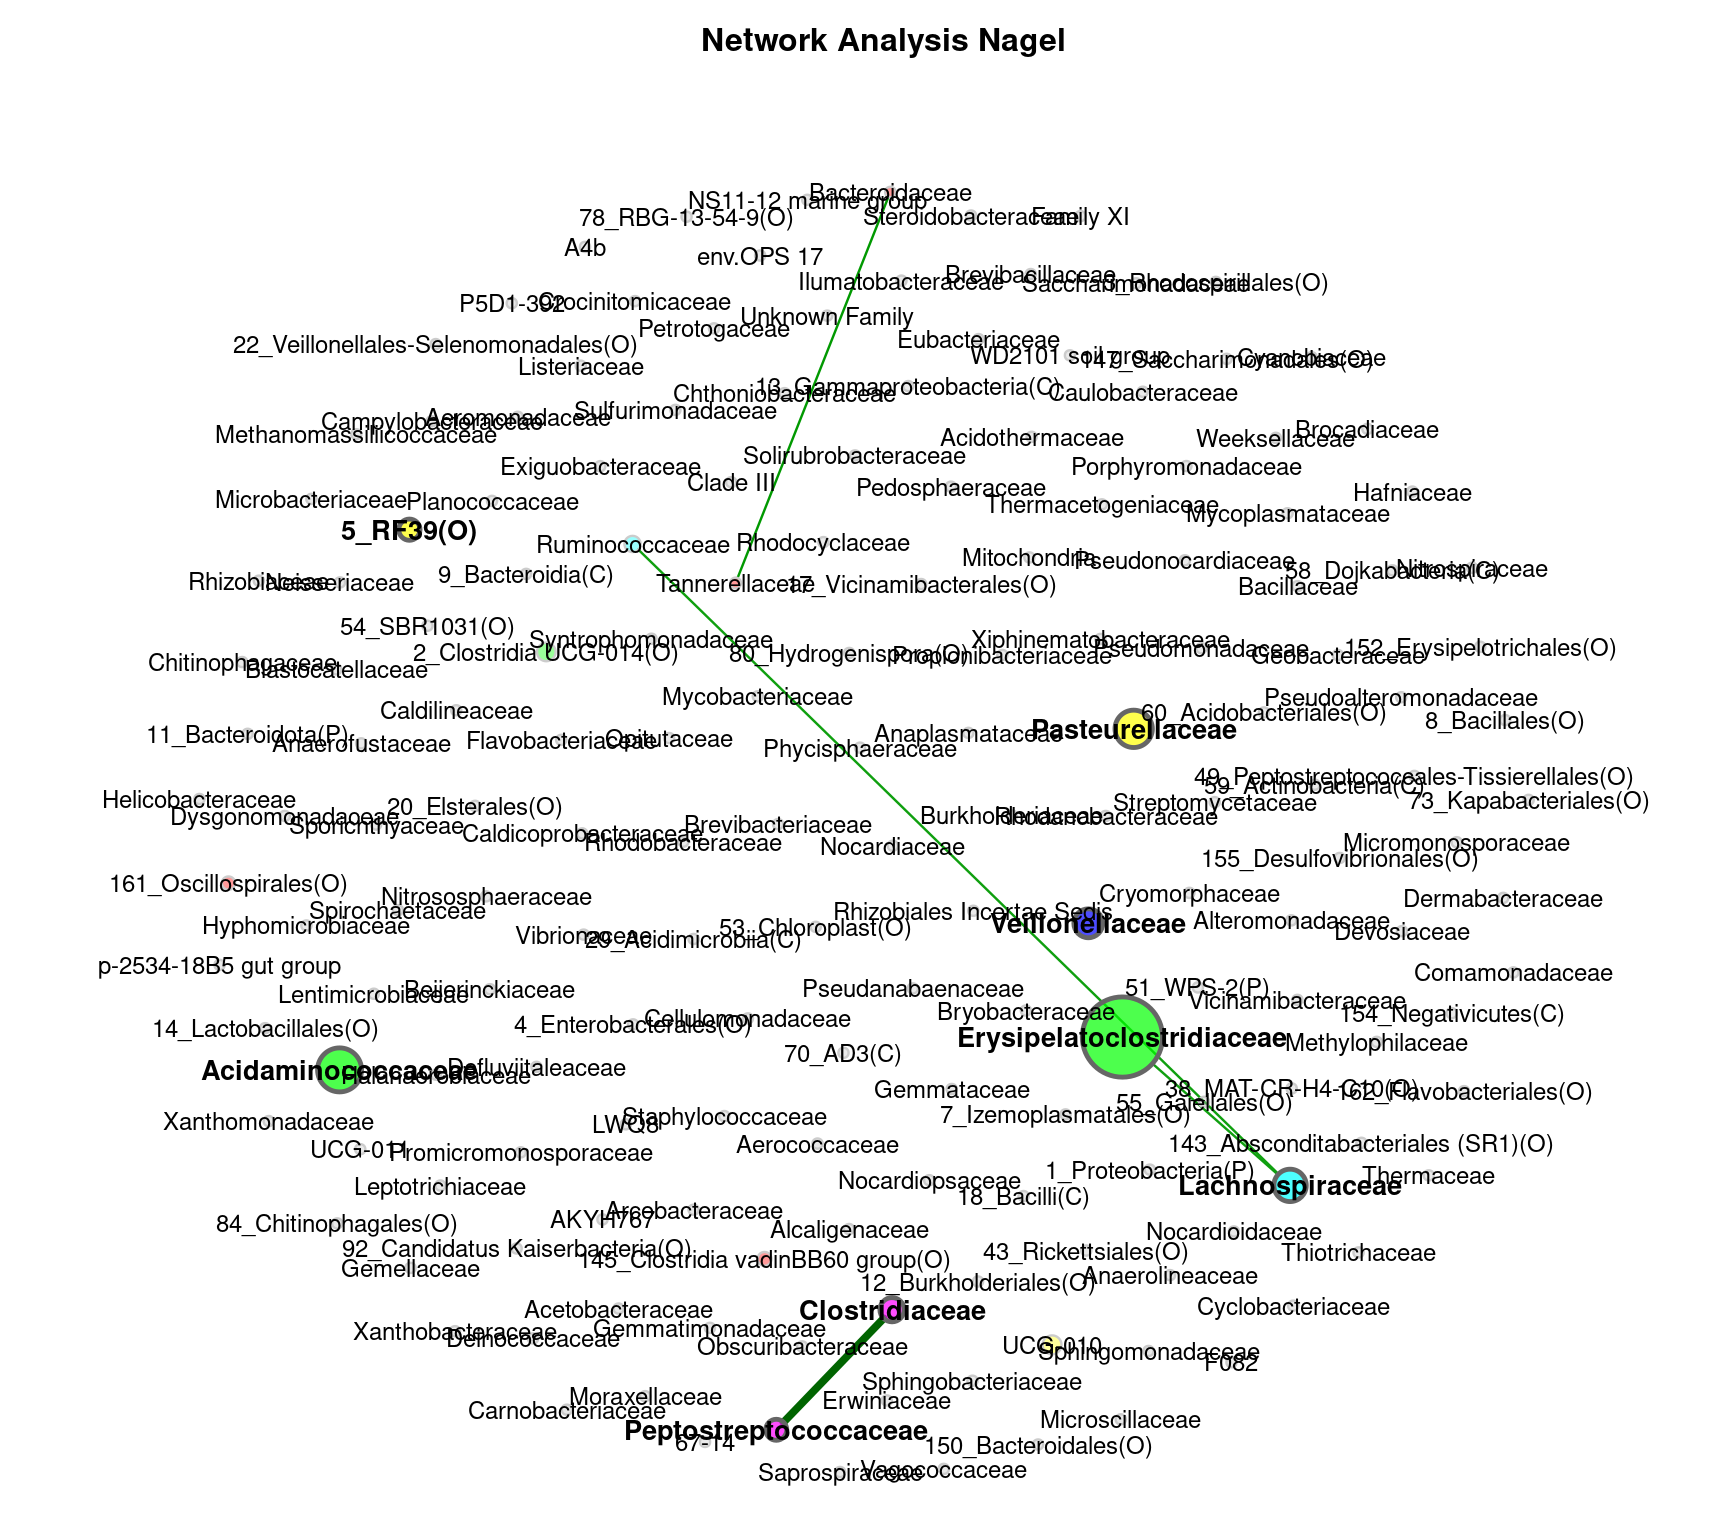 Network Analysis Nagel
Bacteroidaceae
NS11-12 marine group
78_RBG-13-54-9(O)
Steroidobacteraceae
Family XI
A4b
env.OPS 17
Brevibacillaceae
Ilumatobacteraceae
Saccharimonadaceae
3_Rhodospirillales(O)
P5D1-392
Crocinitomicaceae
Unknown Family
Petrotogaceae
Eubacteriaceae
22_Veillonellales-Selenomonadales(O)
WD2101 soil group
147_Saccharimonadales(O)
Cyanobiaceae
Listeriaceae
13_Gammaproteobacteria(C)
Chthoniobacteraceae
Caulobacteraceae
Sulfurimonadaceae
Aeromonadaceae
Campylobacteraceae
Methanomassiliicoccaceae
Acidothermaceae
Weeksellaceae
Brocadiaceae
Solirubrobacteraceae
Exiguobacteraceae
Porphyromonadaceae
Clade III
Pedosphaeraceae
Hafniaceae
Microbacteriaceae
Planococcaceae
Thermacetogeniaceae
Mycoplasmataceae
5_RF39(O)
Ruminococcaceae
Rhodocyclaceae
Mitochondria
Pseudonocardiaceae
58_Dojkabacteria(C)
Nitrospiraceae
9_Bacteroidia(C)
Rhizobiaceae
Neisseriaceae
Tannerellaceae
17_Vicinamibacterales(O)
Bacillaceae
54_SBR1031(O)
Syntrophomonadaceae
Xiphinematobacteraceae
2_Clostridia UCG-014(O)
80_Hydrogenispora(O)
Propionibacteriaceae
Pseudomonadaceae
Geobacteraceae
152_Erysipelotrichales(O)
Chitinophagaceae
Blastocatellaceae
Mycobacteriaceae
Pseudoalteromonadaceae
Caldilineaceae
60_Acidobacteriales(O)
8_Bacillales(O)
Pasteurellaceae
11_Bacteroidota(P)
Anaerofustaceae
Flavobacteriaceae
Opitutaceae
Anaplasmataceae
Phycisphaeraceae
49_Peptostreptococcales-Tissierellales(O)
59_Actinobacteria(C)
Helicobacteraceae
20_Elsterales(O)
Streptomycetaceae
73_Kapabacteriales(O)
Dysgonomonadaceae
Sporichthyaceae
Brevibacteriaceae
Burkholderiaceae
Rhodanobacteraceae
Caldicoprobacteraceae
Rhodobacteraceae
Nocardiaceae
Micromonosporaceae
155_Desulfovibrionales(O)
161_Oscillospirales(O)
Nitrososphaeraceae
Cryomorphaceae
Dermabacteraceae
Spirochaetaceae
Rhizobiales Incertae Sedis
Hyphomicrobiaceae
Veillonellaceae
Alteromonadaceae
53_Chloroplast(O)
Vibrionaceae
29_Acidimicrobiia(C)
Devosiaceae
p-2534-18B5 gut group
Comamonadaceae
Lentimicrobiaceae
Beijerinckiaceae
Pseudanabaenaceae
51_WPS-2(P)
Vicinamibacteraceae
Bryobacteraceae
154_Negativicutes(C)
14_Lactobacillales(O)
4_Enterobacterales(O)
Cellulomonadaceae
Erysipelatoclostridiaceae
Methylophilaceae
70_AD3(C)
Acidaminococcaceae
Halanaerobiaceae
Defluviitaleaceae
Gemmataceae
38_MAT-CR-H4-C10(O)
162_Flavobacteriales(O)
55_Gaiellales(O)
7_Izemoplasmatales(O)
Xanthomonadaceae
LWQ8
Staphylococcaceae
Aerococcaceae
143_Absconditabacteriales (SR1)(O)
UCG-011
Promicromonosporaceae
1_Proteobacteria(P)
Thermaceae
Leptotrichiaceae
Nocardiopsaceae
Lachnospiraceae
18_Bacilli(C)
84_Chitinophagales(O)
AKYH767
Arcobacteraceae
Alcaligenaceae
Nocardioidaceae
92_Candidatus Kaiserbacteria(O)
145_Clostridia vadinBB60 group(O)
43_Rickettsiales(O)
Thiotrichaceae
Gemellaceae
12_Burkholderiales(O)
Anaerolineaceae
Acetobacteraceae
Clostridiaceae
Cyclobacteriaceae
Xanthobacteraceae
Deinococcaceae
Gemmatimonadaceae
Obscuribacteraceae
UCG-010
Sphingomonadaceae
F082
Sphingobacteriaceae
Moraxellaceae
Erwiniaceae
Carnobacteriaceae
Microscillaceae
Peptostreptococcaceae
67-14
150_Bacteroidales(O)
Saprospiraceae
Vagococcaceae